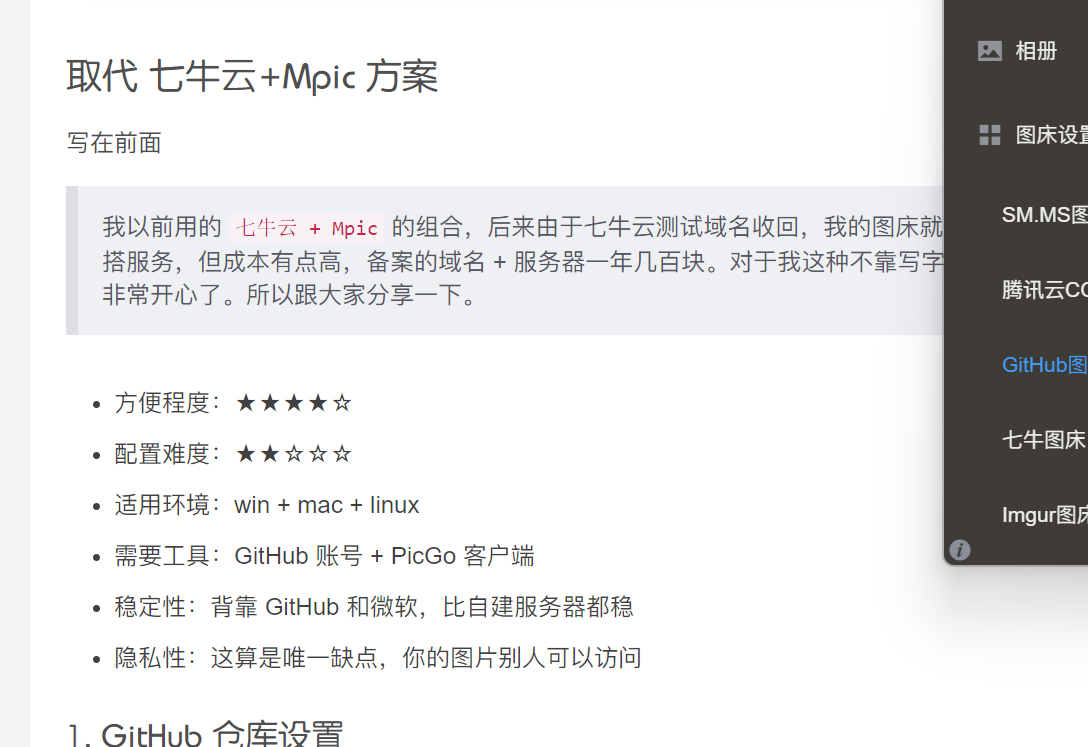 取代 七牛云+Mpic 方案
写在前面
我以前用的 七牛云 + Mpic 的组合，后来由于七牛云测试域名收回，我的图床就
搭服务，但成本有点高，备案的域名 + 服务器一年几百块。对于我这种不靠写字
非常开心了。所以跟大家分享一下。
方便程度：★★★★☆
配置难度：★★☆☆☆
适用环境：win + mac + linux
需要工具：GitHub 账号 + PicGo 客户端
稳定性：背靠 GitHub 和微软，比自建服务器都稳
隐私性：这算是唯一缺点，你的图片别人可以访问
1. GitHub 仓库设置
相册
图床设置
SM.MS图
腾讯云CO
GitHub图
七牛图床
Imgur图床